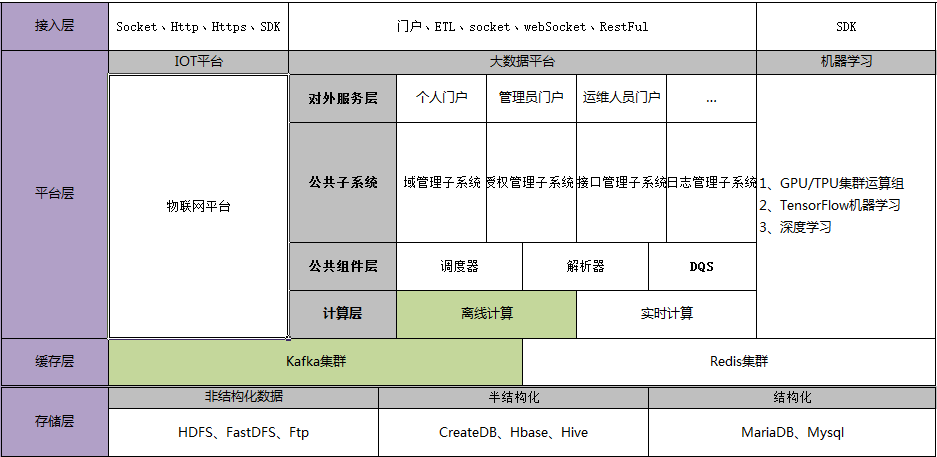 接入层
Socket、Http、Https、SDK
门户、ETL、socket、webSocket、RestFul
SDK
IOT平台
大数据平台
机器学习
平台层
物联网平台
对外服务层
个人门户
管理员门户
运维人员门户
...
公共子系统
域管理子系统
授权管理子系统
接口管理子系统
日志管理子系统
1、GPU/TPU集群运算组
2、TensorFlow机器学习
3、深度学习
公共组件层
调度器
解析器
DQS
计算层
离线计算
实时计算
缓存层
Kafka集群
Redis集群
存储层
非结构化数据
半结构化
结构化
HDFS、FastDFS、Ftp
CreateDB、Hbase、Hive
MariaDB、Mysql